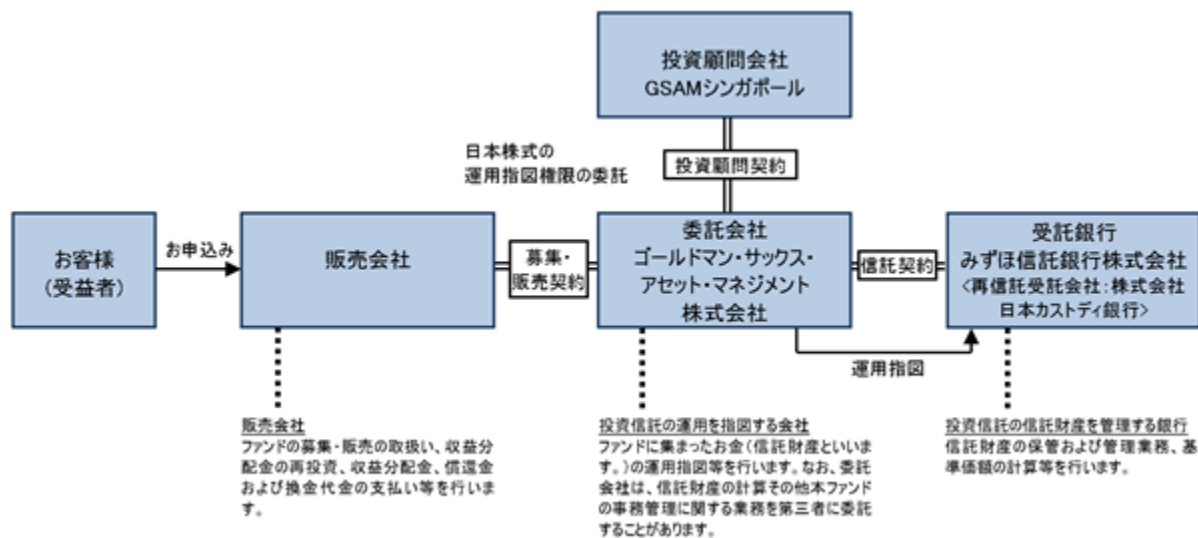 投資顧問会社
GSAMシンガポール
日本株式の
運用指図権限の委託
投資顧問契約
お客様
(受益者)
お申込み
販売会社
募集・
販売契約
委託会社
ゴールドマン・サックス・
アセット・マネジメント
株式会社
信託契約
受託銀行
みずほ信託銀行株式会社
<再信託受託会社:株式会社
日本カストディ銀行>
運用指図
販売会社
ファンドの募集・販売の取扱い、収益分
配金の再投資、収益分配金、償還金
および換金代金の支払い等を行いま
す。
投資信託の運用を指図する会社
ファンドに集まったお金(信託財産といいま
す。)の運用指図等を行います。なお、委託
会社は、信託財産の計算その他本ファンド
の事務管理に関する業務を第三者に委託
することがあります。
投資信託の信託財産を管理する銀行
信託財産の保管および管理業務、基
準価額の計算等を行います。